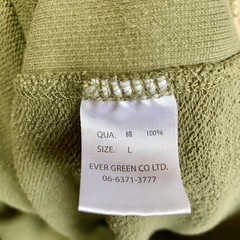 QUA. 綿 100%
SIZE. L
EVER GREEN CO LTD.
06-6371-3777